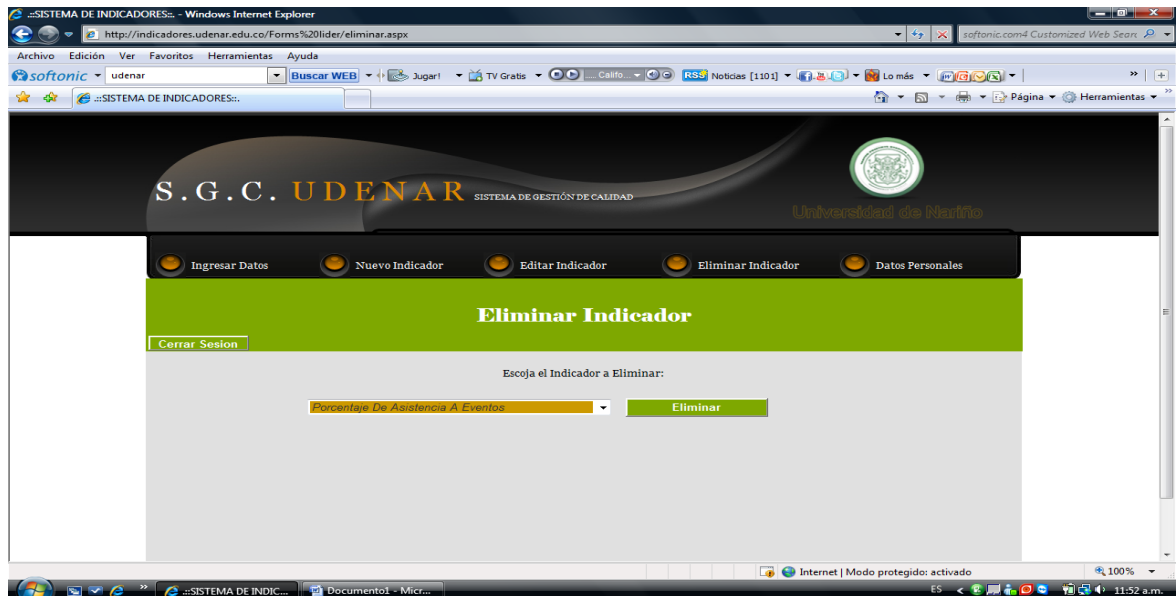 .::SISTEMA DE INDICADORES::. - Windows Internet Explorer
http://indicadores.udenar.edu.co/Forms%20lider/eliminar.aspx
softonic.com4 Customized Web Searc
Archivo Edición Ver Favoritos Herramientas Ayuda
softonic udenar Buscar WEB Jugar! TV Gratis .... Califo... RSS Noticias [1101] Lo más
.::SISTEMA DE INDICADORES::. Página Herramientas
S.G.C. UDENAR SISTEMA DE GESTIÓN DE CALIDAD
Universidad de Nariño
Ingresar Datos Nuevo Indicador Editar Indicador Eliminar Indicador Datos Personales
Eliminar Indicador
Cerrar Sesion
Escoja el Indicador a Eliminar:
Porcentaje De Asistencia A Eventos Eliminar
Internet | Modo protegido: activado 100%
.::SISTEMA DE INDIC... Documento1 - Micr... ES 11:52 a.m.